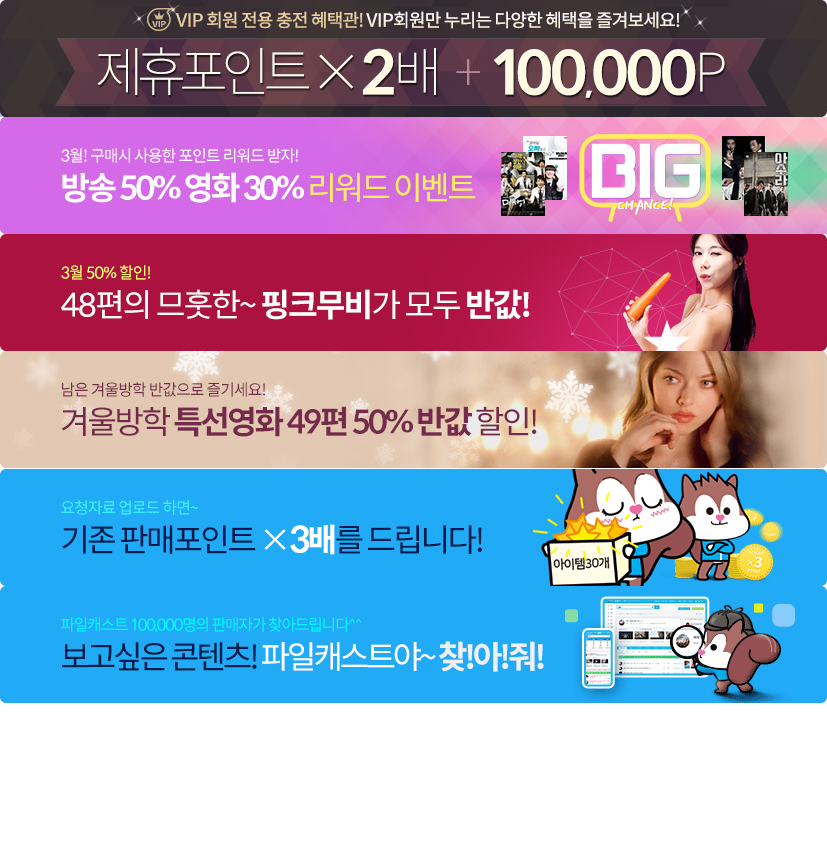 VIP
VIP 회원 전용 충전 혜택관! VIP회원만 누리는 다양한 혜택을 즐겨보세요!
제휴포인트×2배 + 100,000P
3월! 구매시 사용한 포인트 리워드 받자!
방송 50% 영화 30% 리워드 이벤트
BIG
CHANCE!
미생
아수라
3월 50% 할인!
48편의 므훗한~ 핑크무비가 모두 반값!
남은 겨울방학 반값으로 즐기세요!
겨울방학 특선영화 49편 50% 반값 할인!
요청자료 업로드 하면~
기존 판매포인트 ×3배를 드립니다!
아이템30개
×3
파일캐스트 100,000명의 판매자가 찾아드립니다^^
보고싶은 콘텐츠! 파일캐스트야~ 찾!아!줘!